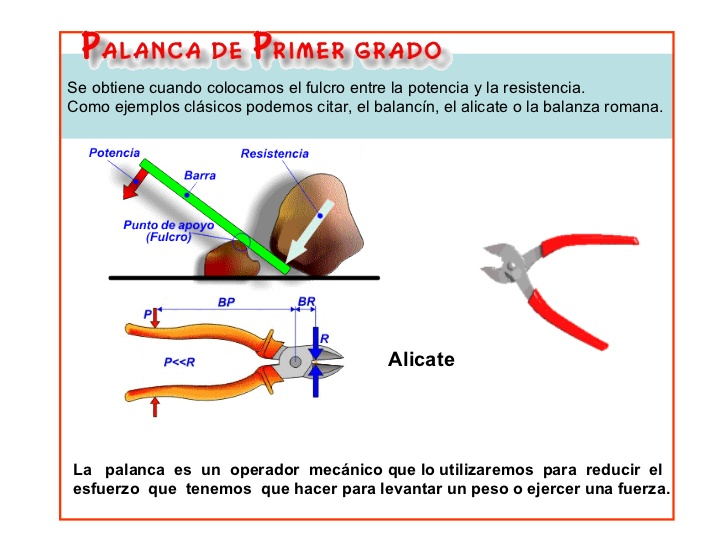 PALANCA DE PRIMER GRADO
Se obtiene cuando colocamos el fulcro entre la potencia y la resistencia.
Como ejemplos clásicos podemos citar, el balancín, el alicate o la balanza romana.
Potencia
Resistencia
Barra
Punto de apoyo
(Fulcro)
BP
BR
P
R
P<<R
Alicate
La palanca es un operador mecánico que lo utilizaremos para reducir el
esfuerzo que tenemos que hacer para levantar un peso o ejercer una fuerza.